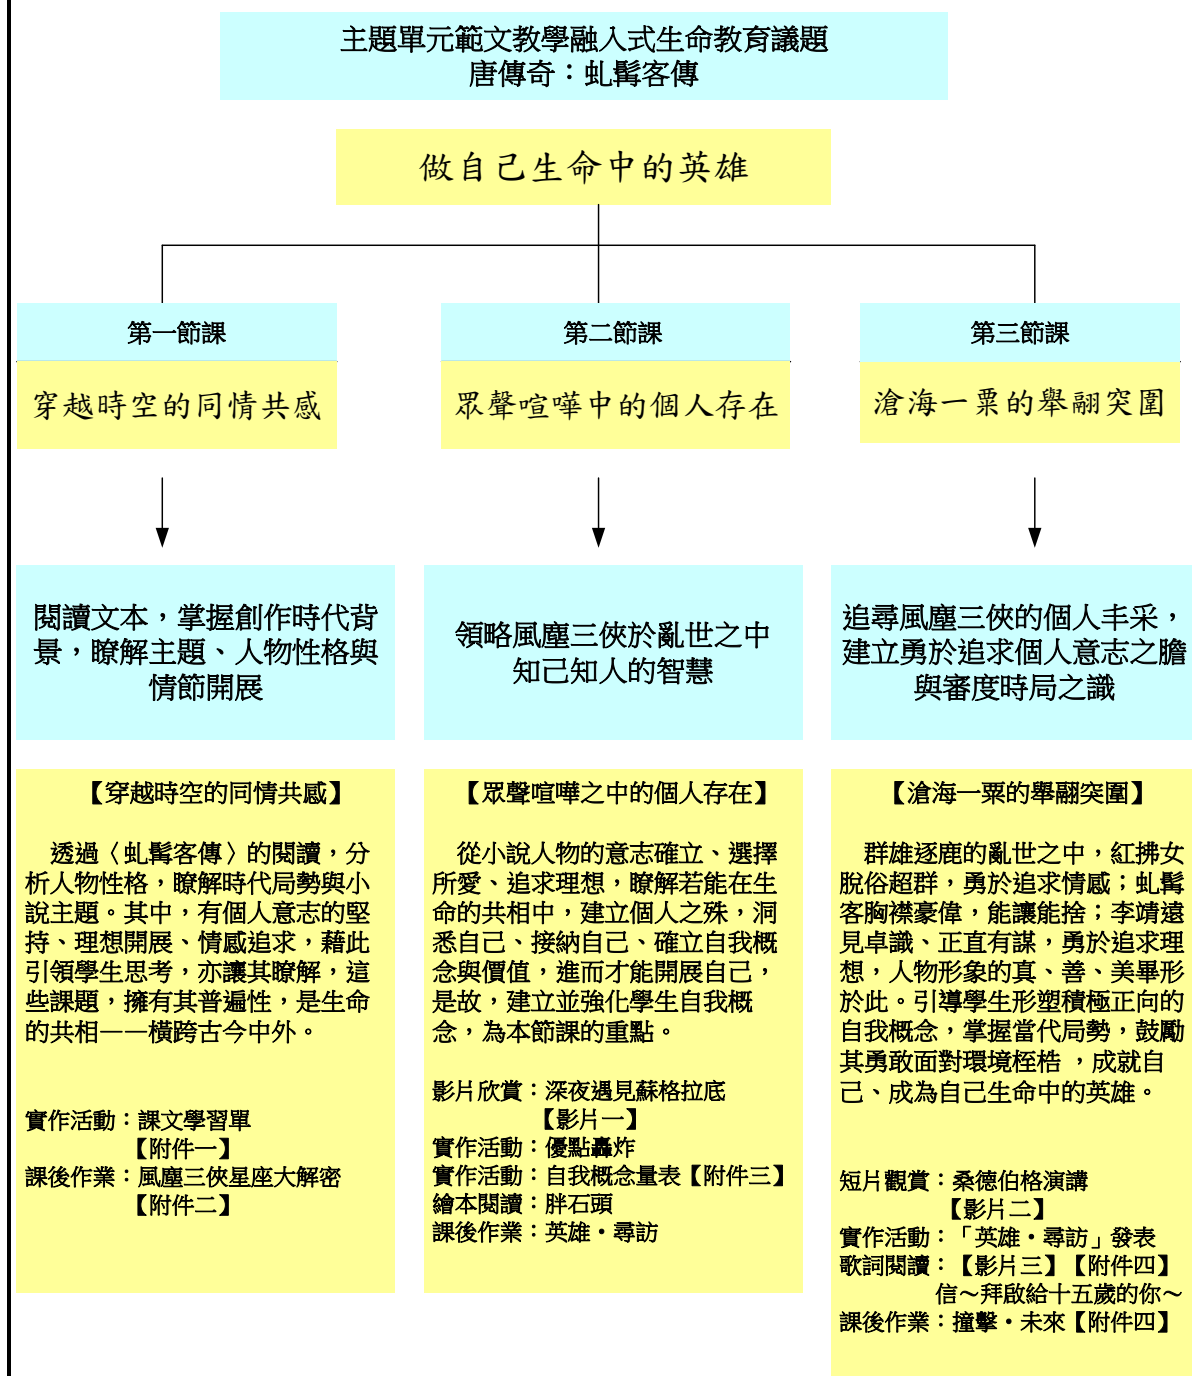 主題單元範文教學融入式生命教育議題
唐傳奇：虬髯客傳
做自己生命中的英雄
第一節課
穿越時空的同情共感
閱讀文本，掌握創作時代背
景，瞭解主題、人物性格與
情節開展
【穿越時空的同情共感】
透過〈虬髯客傳〉的閱讀，分
析人物性格，瞭解時代局勢與小
說主題。其中，有個人意志的堅
持、理想開展、情感追求，藉此
引領學生思考，亦讓其瞭解，這
些課題，擁有其普遍性，是生命
的共相——橫跨古今中外。
實作活動：課文學習單
【附件一】
課後作業：風塵三俠星座大解密
【附件二】
第二節課
眾聲喧嘩中的個人存在
領略風塵三俠於亂世之中
知己知人的智慧
【眾聲喧嘩之中的個人存在】
從小說人物的意志確立、選擇
所愛、追求理想，瞭解若能在生
命的共相中，建立個人之殊，洞
悉自己、接納自己、確立自我概
念與價值，進而才能開展自己，
是故，建立並強化學生自我概
念，為本節課的重點。
影片欣賞：深夜遇見蘇格拉底
【影片一】
實作活動：優點轟炸
實作活動：自我概念量表【附件三】
繪本閱讀：胖石頭
課後作業：英雄‧尋訪
第三節課
滄海一粟的舉翮突圍
追尋風塵三俠的個人丰采，
建立勇於追求個人意志之膽
與審度時局之識
【滄海一粟的舉翮突圍】
群雄逐鹿的亂世之中，紅拂女
脫俗超群，勇於追求情感；虬髯
客胸襟豪偉，能讓能捨；李靖遠
見卓識、正直有謀，勇於追求理
想，人物形象的真、善、美畢形
於此。引導學生形塑積極正向的
自我概念，掌握當代局勢，鼓勵
其勇敢面對環境桎梏 ，成就自
己、成為自己生命中的英雄。
短片觀賞：桑德伯格演講
【影片二】
實作活動：「英雄‧尋訪」發表
歌詞閱讀：【影片三】【附件四】
信～拜啟給十五歲的你～
課後作業：撞擊‧未來【附件四】